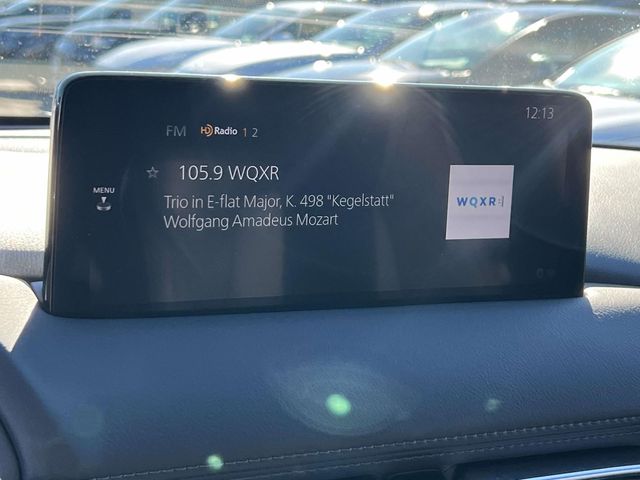 12:13
FM HD Radio 1 2
105.9 WQXR
MENU
Trio in E-flat Major, K. 498 "Kegelstatt"
Wolfgang Amadeus Mozart
WQXR